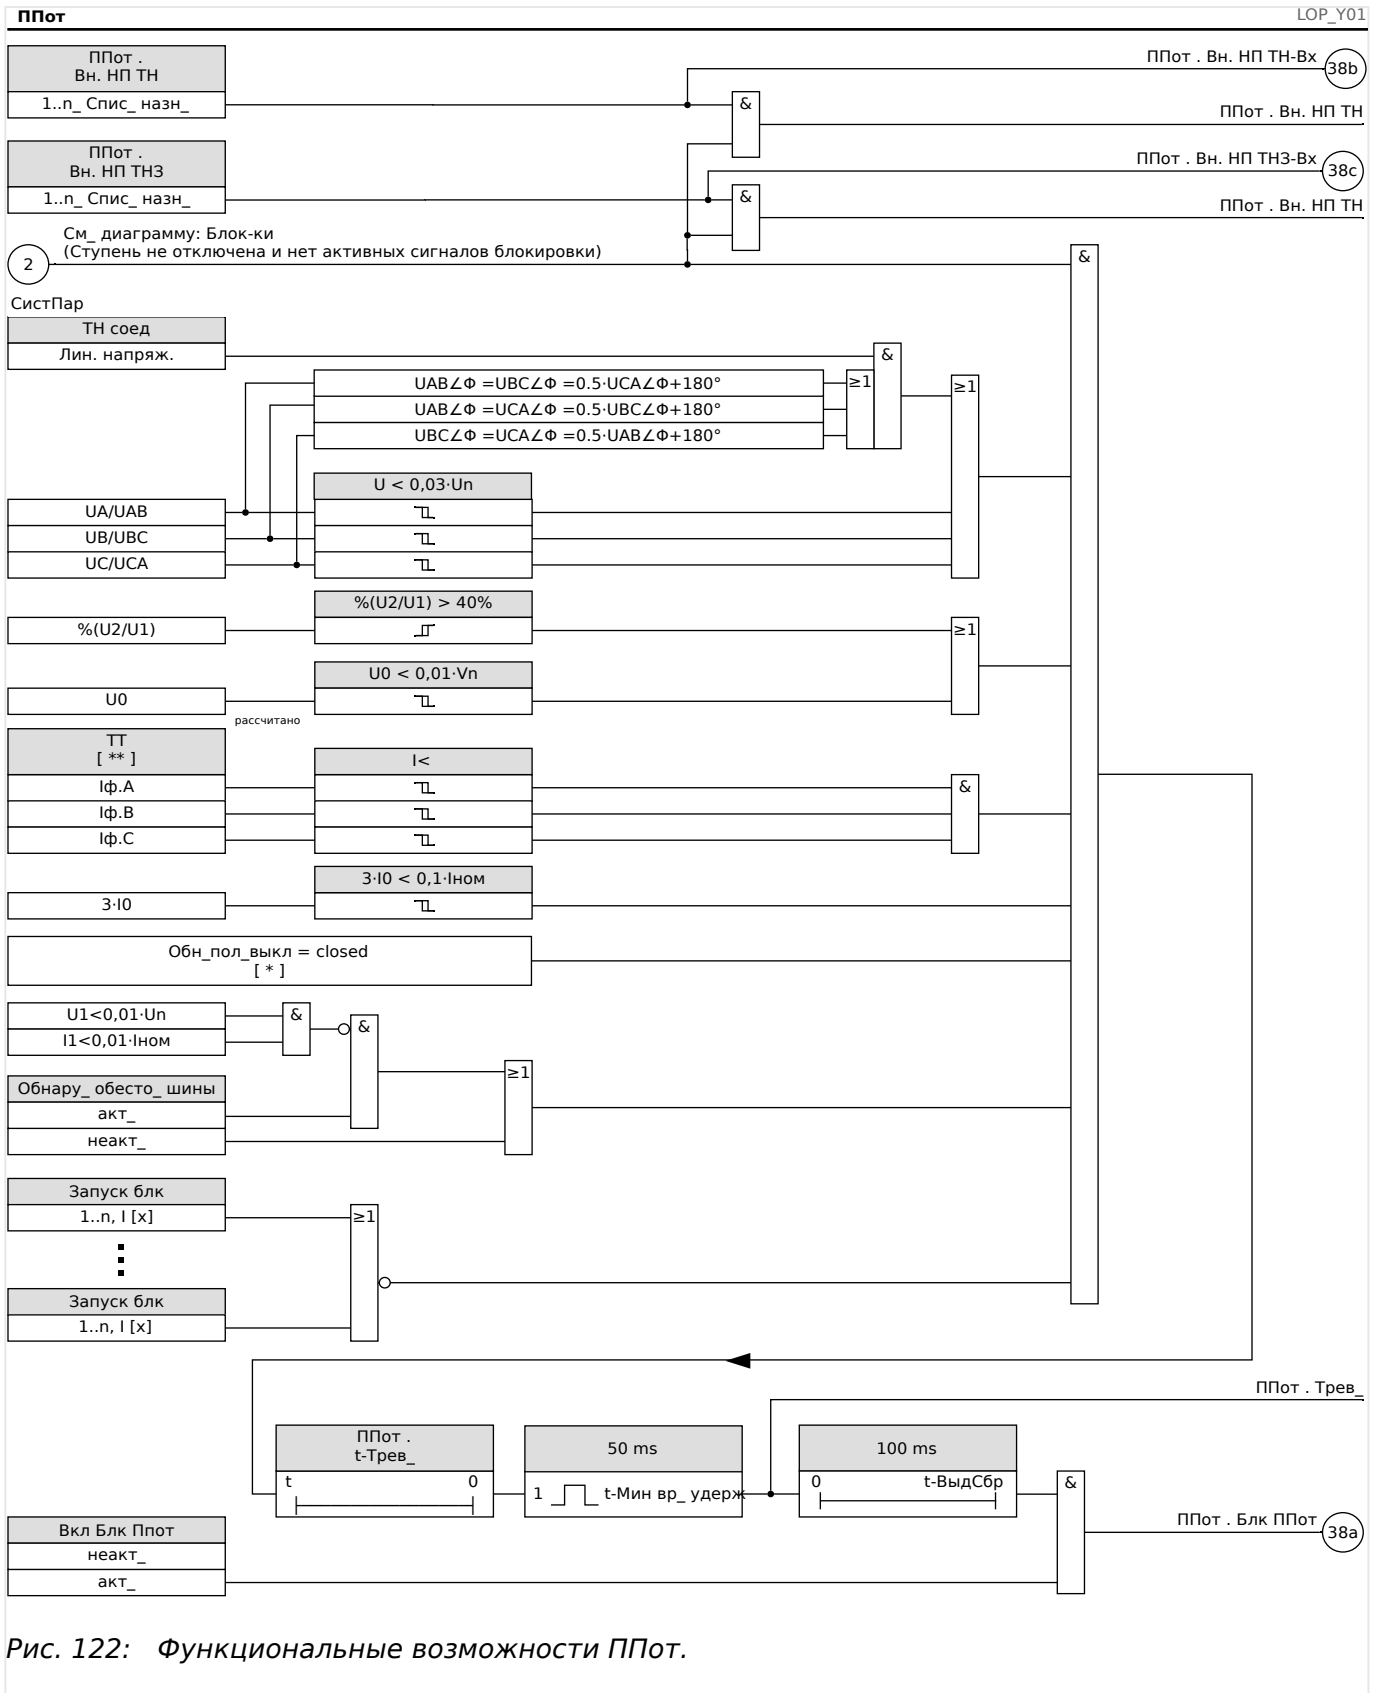 ППот
LOP_Y01
ППот .
Вн. НП ТН
1..n_ Спис_ назн_
ППот . Вн. НП ТН-Вх
38b
&
ППот . Вн. НП ТН
ППот .
Вн. НП ТНЗ
1..n_ Спис_ назн_
ППот . Вн. НП ТНЗ-Вх
38c
&
ППот . Вн. НП ТН
См_ диаграмму: Блок-ки
(Ступень не отключена и нет активных сигналов блокировки)
2
&
СистПар
ТН соед
Лин. напряж.
&
UAB∠Φ =UBC∠Φ =0.5·UCA∠Φ+180°
≥1
≥1
UAB∠Φ =UCA∠Φ =0.5·UBC∠Φ+180°
UBC∠Φ =UCA∠Φ =0.5·UAB∠Φ+180°
U < 0,03·Un
UA/UAB
UB/UBC
UC/UCA
%(U2/U1) > 40%
%(U2/U1)
≥1
U0 < 0,01·Vn
U0
рассчитано
ТТ
[ ** ]
I<
Iф.A
&
Iф.B
Iф.C
3·I0 < 0,1·Iном
3·I0
Обн_пол_выкл = closed
[ * ]
U1<0,01·Un
&
&
I1<0,01·Iном
≥1
Обнару_ обесто_ шины
акт_
неакт_
Запуск блк
1..n, I [x]
≥1
Запуск блк
1..n, I [x]
ППот . Трев_
ППот .
t-Трев_
t 0
50 ms
1 t-Мин вр_ удерж
100 ms
0 t-ВыдСбр
&
Вкл Блк Ппот
неакт_
акт_
ППот . Блк ППот
38a
Рис. 122: Функциональные возможности ППот.